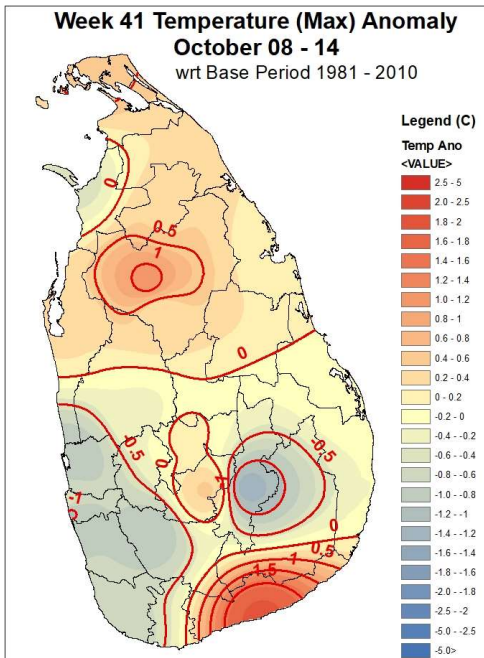 Week 41 Temperature (Max) Anomaly
October 08 - 14
wrt Base Period 1981 - 2010
Legend (C)
Temp Ano
<VALUE>
2.5 - 5
2.0 - 2.5
1.8 - 2
1.6 - 1.8
1.4 - 1.6
1.2 - 1.4
1.0 - 1.2
0.8 - 1
0.6 - 0.8
0.4 - 0.6
0.2 - 0.4
0 - 0.2
-0.2 - 0
-0.4 - -0.2
-0.6 - -0.4
-0.8 - -0.6
-1.0 - -0.8
-1.2 - -1
-1.4 - -1.2
-1.6 - -1.4
-1.8 - -1.6
-2.0 - -1.8
-2.5 - -2
-5.0 - -2.5
-5.0>
0
0.5
1
0
-0.5
0
-0.5
-1
-1
0
0.5
1
1.5